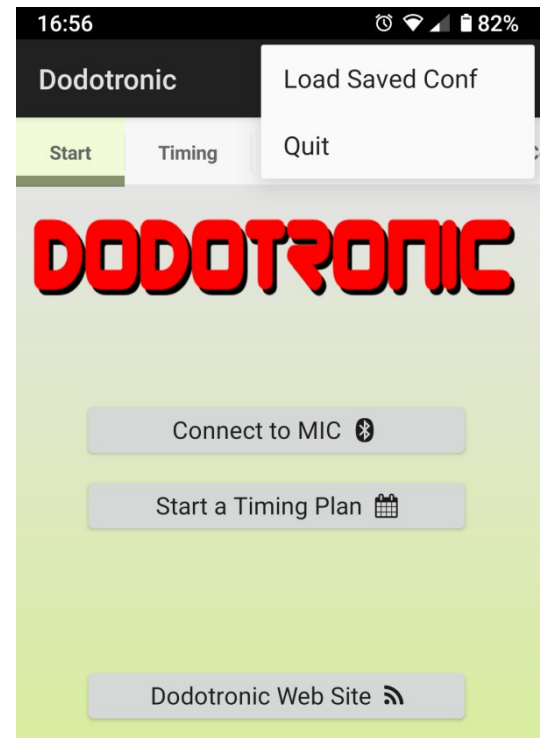 16:56 82%
Dodotronic
Load Saved Conf
Start Timing
Quit
DODOTRONIC
Connect to MIC
Start a Timing Plan
Dodotronic Web Site